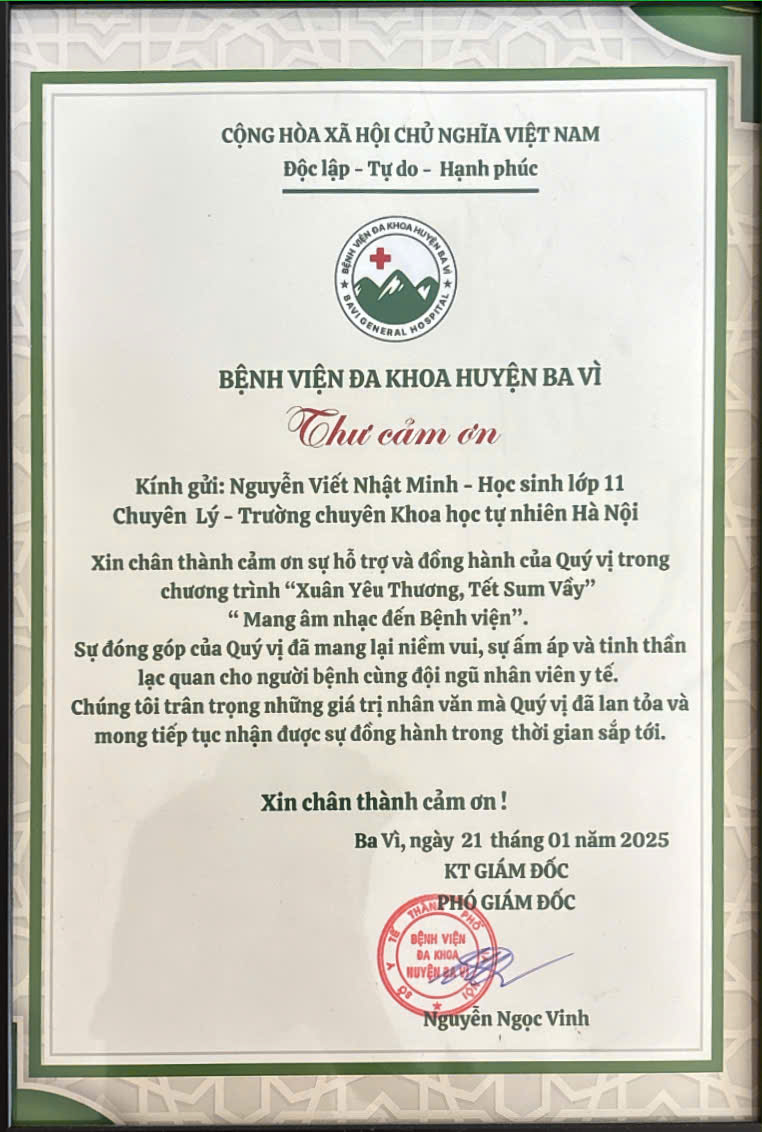 CỘNG HÒA XÃ HỘI CHỦ NGHĨA VIỆT NAM
Độc lập - Tự do - Hạnh phúc
BỆNH VIỆN ĐA KHOA HUYỆN BA VÌ
BAVI GENERAL HOSPITAL
BỆNH VIỆN ĐA KHOA HUYỆN BA VÌ
Thư cảm ơn
Kính gửi: Nguyễn Viết Nhật Minh - Học sinh lớp 11
Chuyên Lý - Trường chuyên Khoa học tự nhiên Hà Nội
Xin chân thành cảm ơn sự hỗ trợ và đồng hành của Quý vị trong
chương trình “Xuân Yêu Thương, Tết Sum Vầy”
“ Mang âm nhạc đến Bệnh viện”.
Sự đóng góp của Quý vị đã mang lại niềm vui, sự ấm áp và tinh thần
lạc quan cho người bệnh cùng đội ngũ nhân viên y tế.
Chúng tôi trân trọng những giá trị nhân văn mà Quý vị đã lan tỏa và
mong tiếp tục nhận được sự đồng hành trong thời gian sắp tới.
Xin chân thành cảm ơn !
Ba Vì, ngày 21 tháng 01 năm 2025
KT GIÁM ĐỐC
PHÓ GIÁM ĐỐC
SỞ Y TẾ THÀNH PHỐ NỘI
BỆNH VIỆN
ĐA KHOA
HUYỆN BA VÌ
Nguyễn Ngọc Vinh